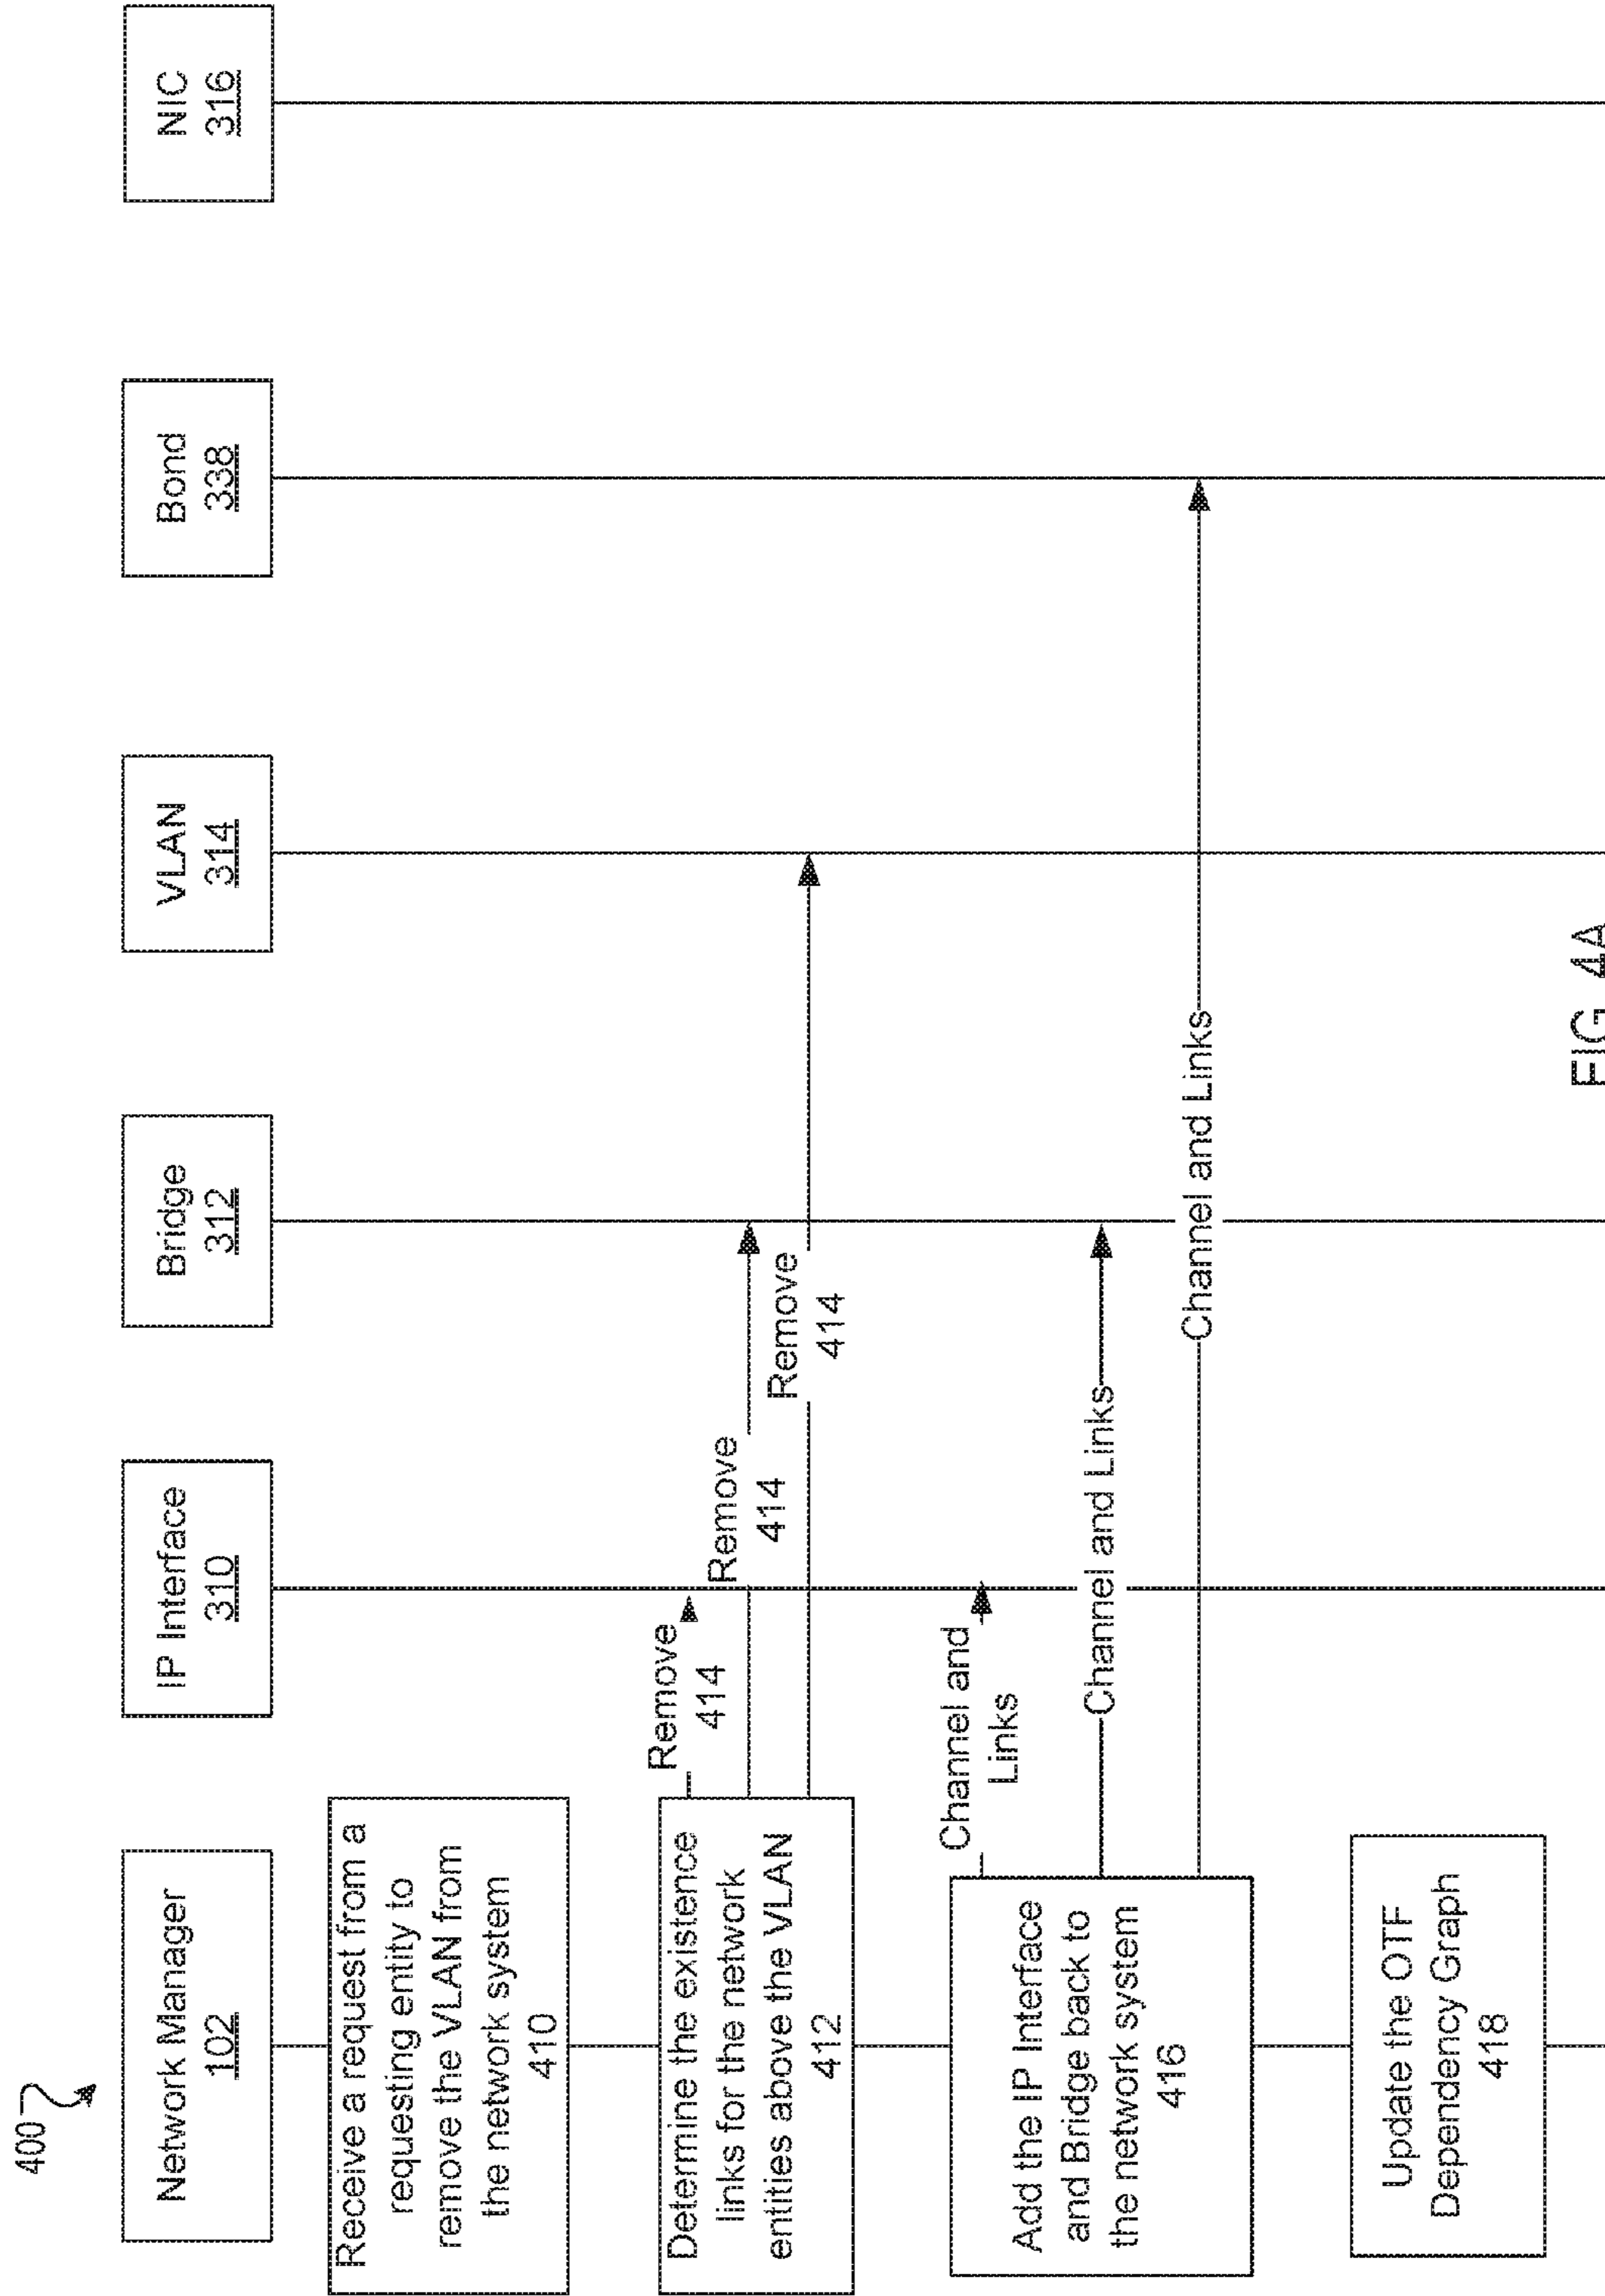 400
Network Manager
102
IP Interface
310
Bridge
312
VLAN
314
Bond
338
NIC
316
Receive a request from a
requesting entity to
remove the VLAN from
the network system
410
Determine the existence
links for the network
entities above the VLAN
412
Remove
414
Remove
414
Remove
414
Add the IP Interface
and Bridge back to
the network system
416
Channel and
Links
Channel and Links
Channel and Links
Update the OTF
Dependency Graph
418
FIG. 4A